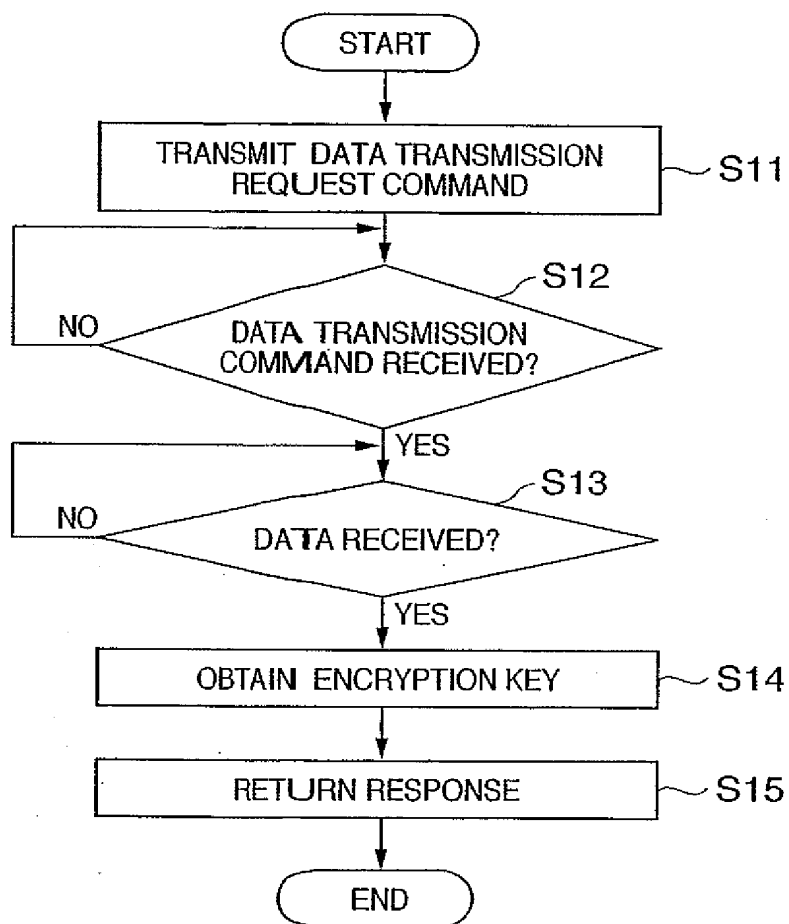 START
TRANSMIT DATA TRANSMISSION
REQUEST COMMAND
S11
S12
NO
DATA TRANSMISSION
COMMAND RECEIVED?
YES
S13
NO
DATA RECEIVED?
YES
OBTAIN ENCRYPTION KEY
S14
RETURN RESPONSE
S15
END